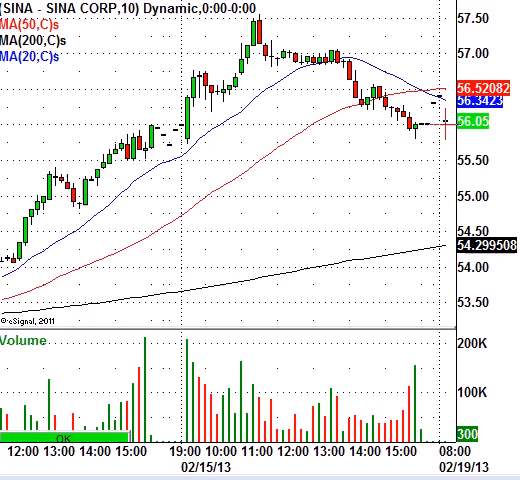 (SINA - SINA CORP,10) Dynamic,0:00-0:00
MA(50,C)s
MA(200,C)s
MA(20,C)s
57.50
57.00
56.52082
56.3423
56.05
55.50
55.00
54.50
54.299508
54.00
53.50
© eSignal, 2011
Volume
200K
100K
300
OK
12:00 13:00 14:00 15:00 19:00 10:00 11:00 12:00 13:00 14:00 15:00 08:00
02/15/13 02/19/13